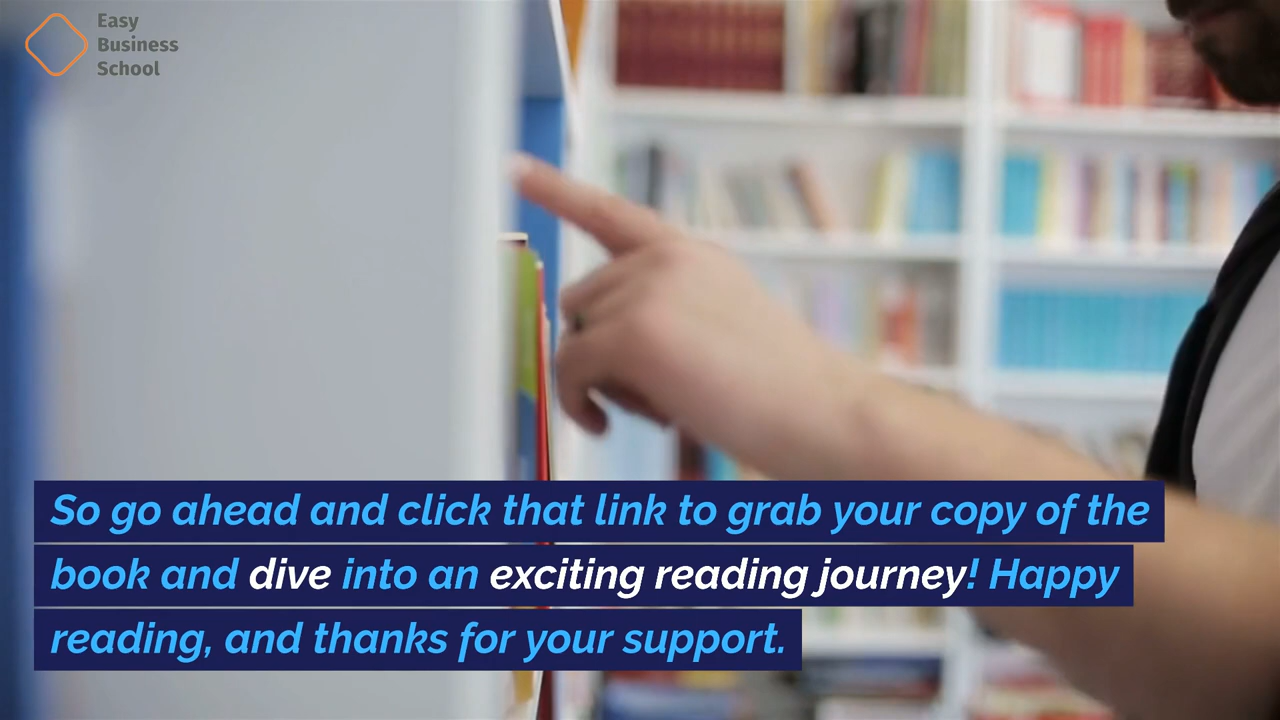 Easy
Business
School
So go ahead and click that link to grab your copy of the
book and dive into an exciting reading journey! Happy
reading, and thanks for your support.